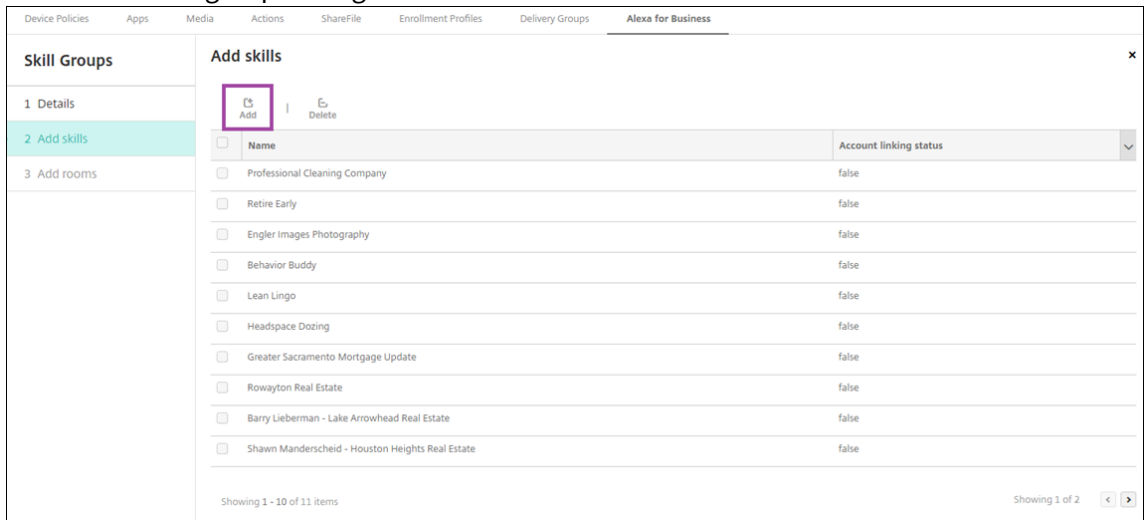 Device Policies Apps Media Actions ShareFile Enrollment Profiles Delivery Groups Alexa for Business
Skill Groups
1 Details
2 Add skills
3 Add rooms
Add skills
Add | Delete
Name Account linking status
Professional Cleaning Company false
Retire Early false
Engler Images Photography false
Behavior Buddy false
Lean Lingo false
Headspace Dozing false
Greater Sacramento Mortgage Update false
Rowayton Real Estate false
Barry Lieberman - Lake Arrowhead Real Estate false
Shawn Manderscheid - Houston Heights Real Estate false
Showing 1 - 10 of 11 items Showing 1 of 2